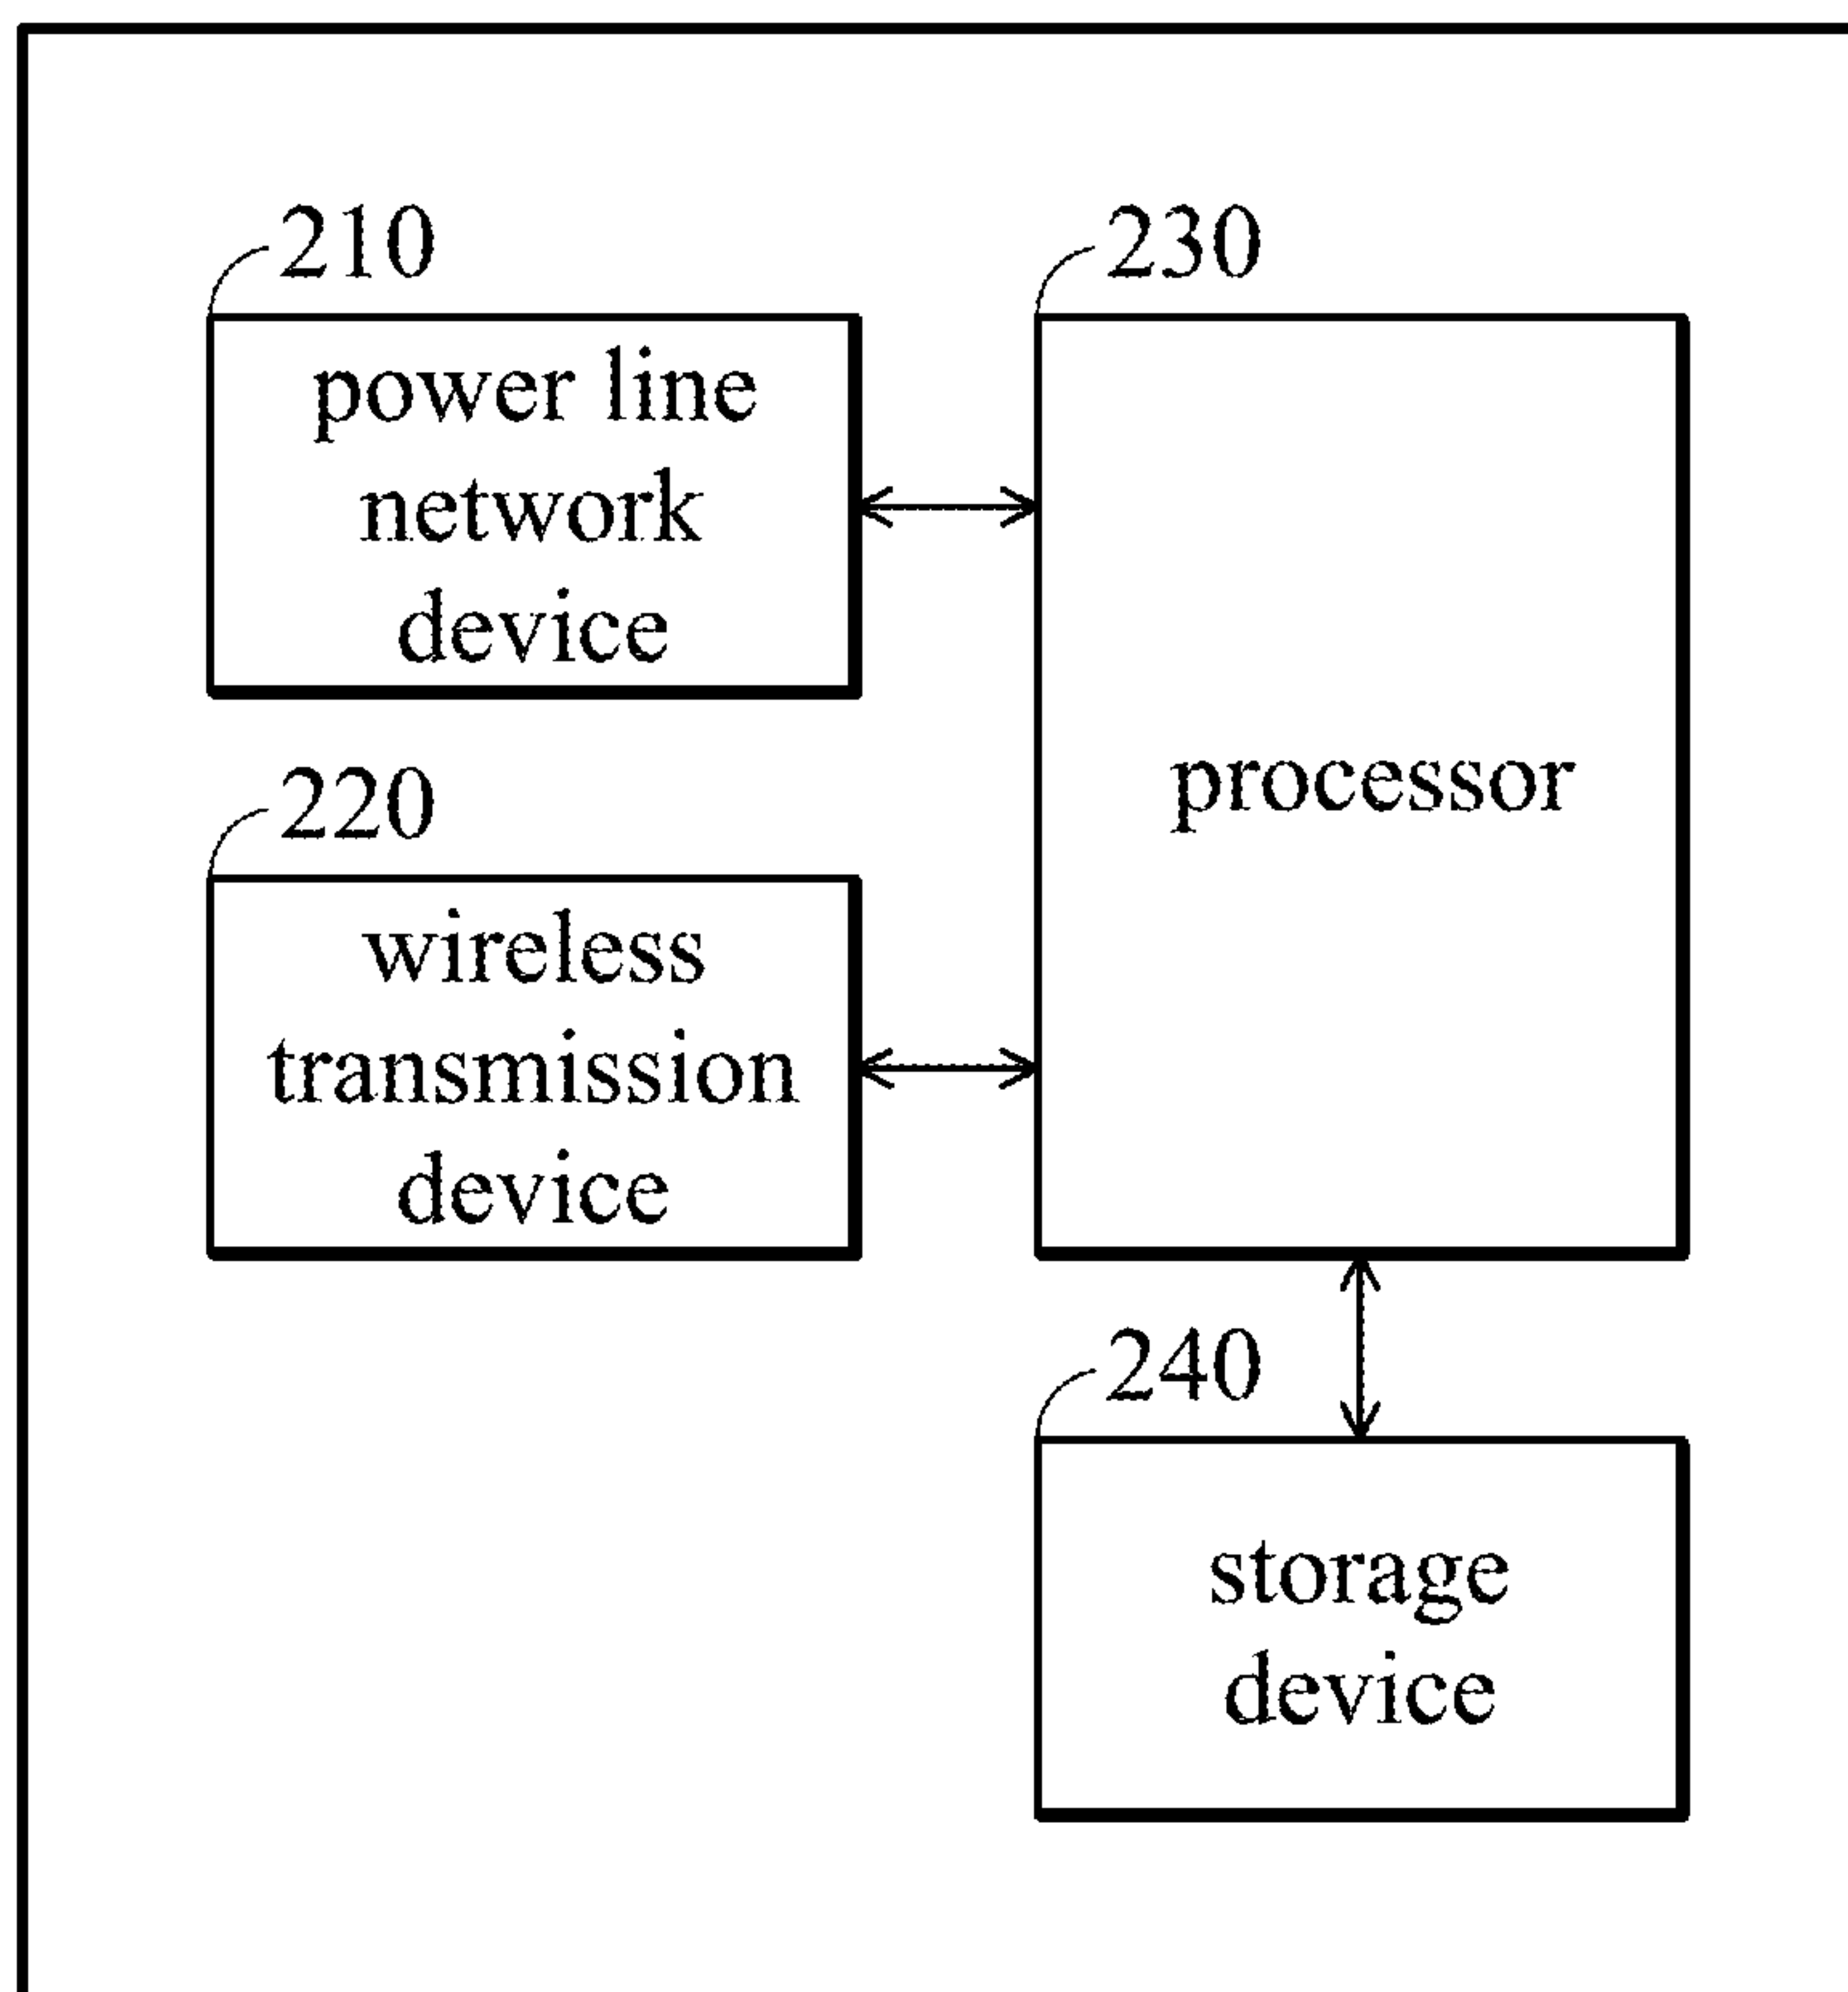 210
power line
network
device
220
wireless
transmission
device
230
processor
240
storage
device